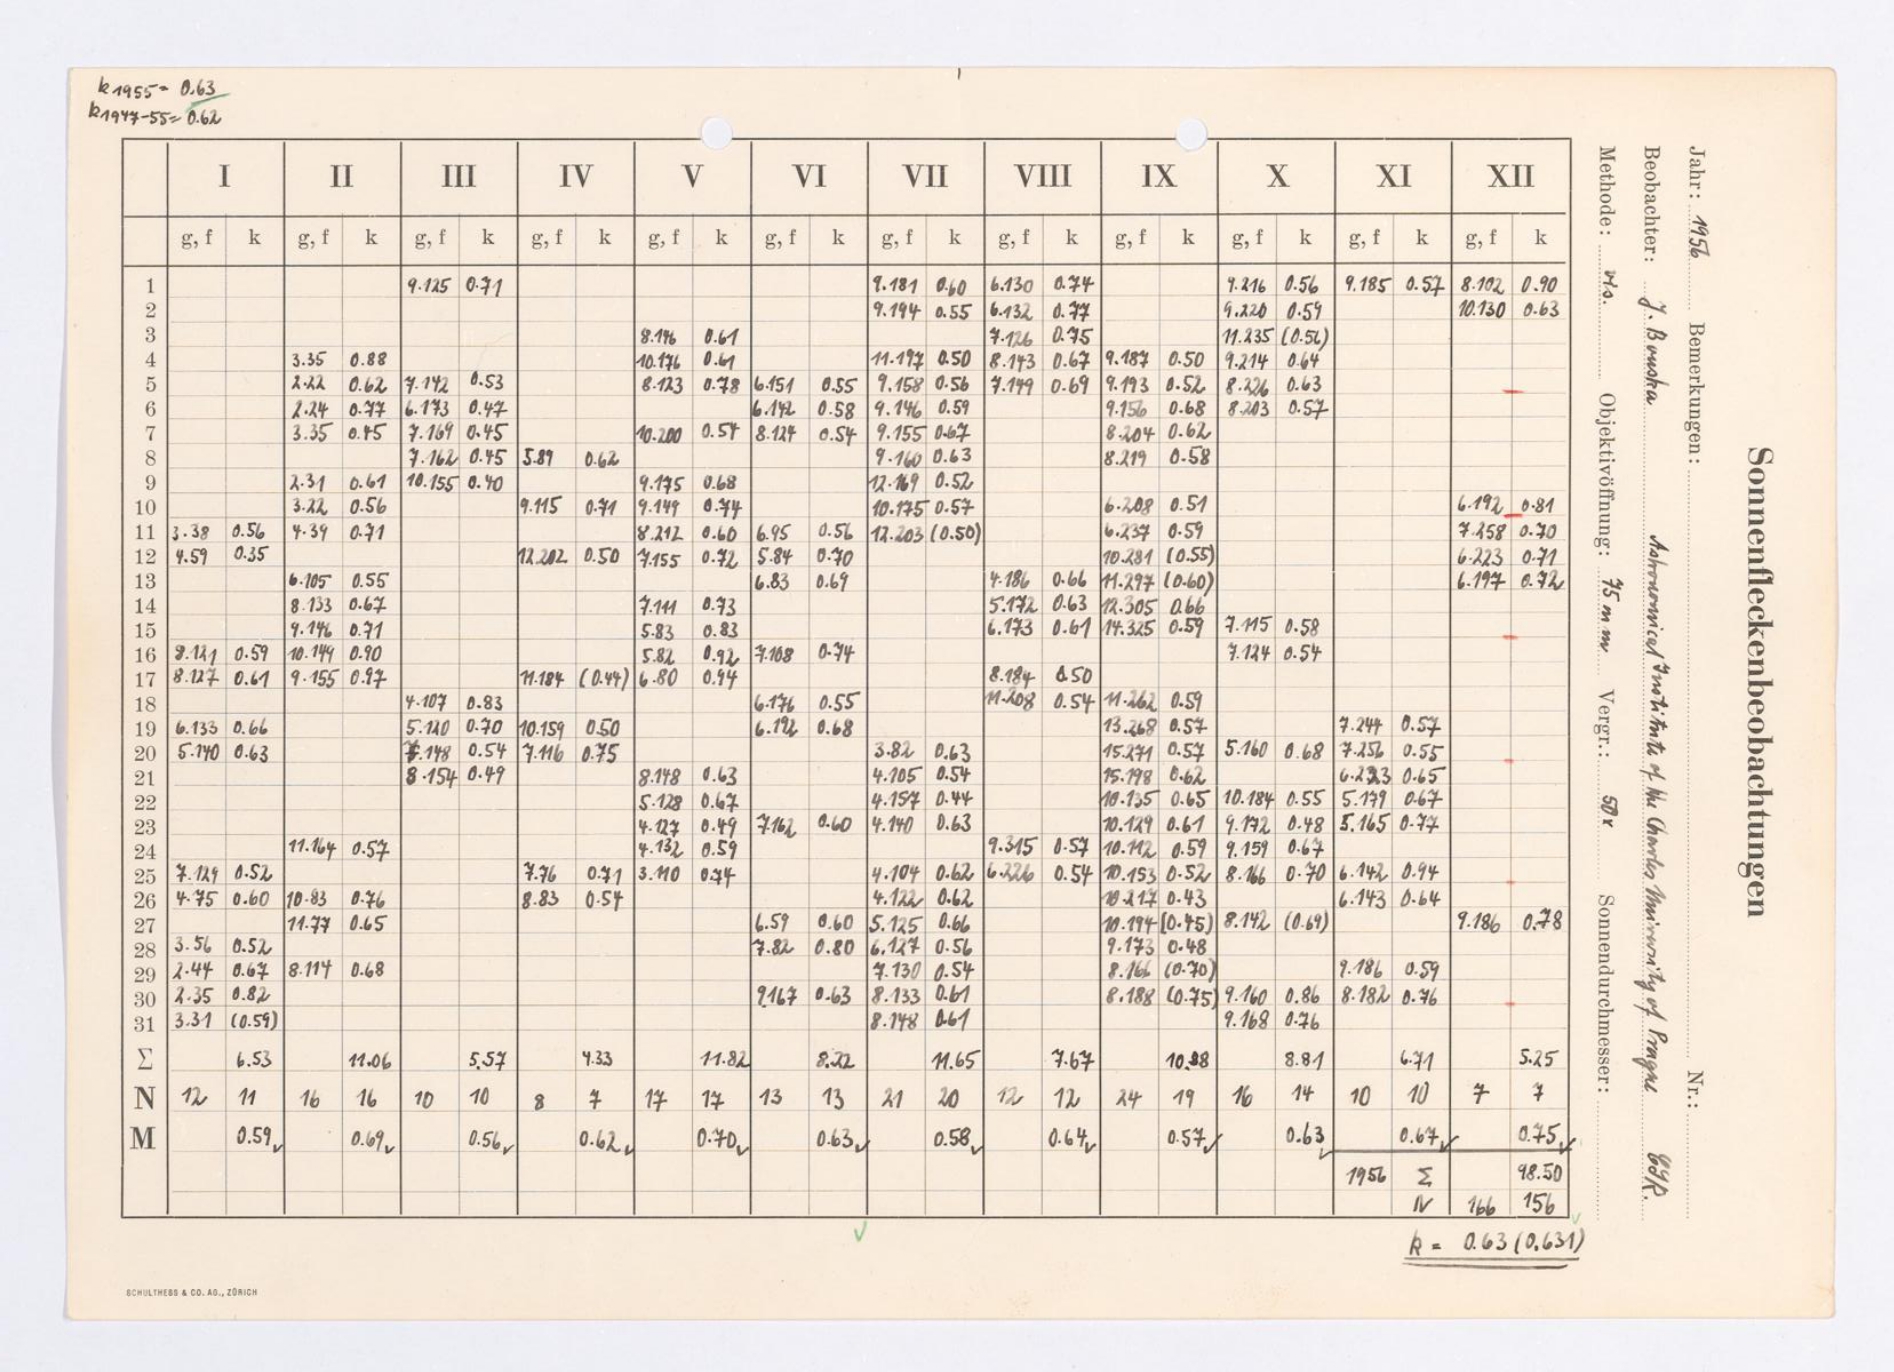 k1955= 0.63
k1947-55= 0.62
Sonnenfleckenbeobachtungen
Jahr: 1956 Bemerkungen: Nr.:
Beobachter: J. Bouska Astronomical Institute of the Charles University of Prague ČSR.
Methode: vis. Objektivöffnung: 75 mm Vergr.: 50x Sonnendurchmesser:
I II III IV V VI VII VIII IX X XI XII
g, f k g, f k g, f k g, f k g, f k g, f k g, f k g, f k g, f k g, f k g, f k g, f k
1 9.125 0.71 9.181 0.60 6.130 0.74 9.216 0.56 9.185 0.57 8.102 0.90
2 9.194 0.55 6.132 0.77 9.220 0.59 10.130 0.63
3 8.146 0.61 7.126 0.75 11.235 (0.56)
4 3.35 0.88 10.176 0.61 11.197 0.50 8.143 0.67 9.187 0.50 9.214 0.64
5 2.22 0.62 7.142 0.53 8.123 0.78 6.151 0.55 9.158 0.56 7.149 0.69 9.193 0.52 8.226 0.63
6 2.24 0.77 6.173 0.47 6.142 0.58 9.146 0.59 9.156 0.68 8.203 0.57
7 3.35 0.45 7.169 0.45 10.200 0.54 8.124 0.54 9.155 0.67 8.204 0.62
8 7.162 0.45 5.89 0.62 9.160 0.63 8.219 0.58
9 2.31 0.61 10.155 0.40 9.175 0.68 12.169 0.52
10 3.22 0.56 9.115 0.71 9.149 0.74 10.175 0.57 6.208 0.51 6.192 0.81
11 3.38 0.56 4.39 0.71 8.212 0.60 6.95 0.56 12.203 (0.50) 6.237 0.59 7.258 0.70
12 4.59 0.35 12.202 0.50 7.155 0.72 5.84 0.70 10.281 (0.55) 6.223 0.71
13 6.105 0.55 6.83 0.69 4.186 0.66 11.297 (0.60) 6.197 0.72
14 8.133 0.67 7.111 0.73 5.172 0.63 12.305 0.66
15 9.146 0.71 5.83 0.83 6.173 0.61 14.325 0.59 7.115 0.58
16 8.121 0.59 10.149 0.90 5.82 0.92 7.108 0.74 7.124 0.54
17 8.127 0.61 9.155 0.97 11.184 (0.44) 6.80 0.94 8.184 0.50
18 4.107 0.83 6.176 0.55 11.208 0.54 11.262 0.59
19 6.133 0.66 5.120 0.70 10.159 0.50 6.192 0.68 13.268 0.57 7.244 0.57
20 5.140 0.63 7.148 0.54 7.116 0.75 3.82 0.63 15.271 0.57 5.160 0.68 7.256 0.55
21 8.154 0.49 8.148 0.63 4.105 0.54 15.198 0.62 6.233 0.65
22 5.128 0.67 4.157 0.44 10.135 0.65 10.184 0.55 5.179 0.67
23 4.127 0.49 7.162 0.60 4.140 0.63 10.129 0.61 9.172 0.48 5.165 0.77
24 11.164 0.57 4.132 0.59 9.315 0.57 10.112 0.59 9.159 0.67
25 7.129 0.52 7.76 0.71 3.110 0.74 4.104 0.62 6.226 0.54 10.153 0.52 8.166 0.70 6.142 0.94
26 4.75 0.60 10.83 0.76 8.83 0.54 4.122 0.62 10.217 0.43 6.143 0.64
27 11.77 0.65 6.59 0.60 5.125 0.66 10.194 (0.45) 8.142 (0.69) 9.186 0.78
28 3.56 0.52 7.82 0.80 6.127 0.56 9.173 0.48
29 2.44 0.67 8.114 0.68 7.130 0.54 8.166 (0.70) 9.186 0.59
30 2.35 0.82 9.167 0.63 8.133 0.61 8.188 (0.75) 9.160 0.86 8.182 0.76
31 3.31 (0.59) 8.148 0.61 9.168 0.76
Σ 6.53 11.06 5.57 4.33 11.82 8.22 11.65 7.67 10.88 8.81 6.71 5.25
N 12 11 16 16 10 10 8 7 17 17 13 13 21 20 12 12 24 19 16 14 10 10 7 7
M 0.59 0.69 0.56 0.62 0.70 0.63 0.58 0.64 0.57 0.63 0.67 0.75
1956 Σ 98.50
N 166 156
k = 0.63 (0.631)
SCHULTHESS & CO. AG., ZÜRICH